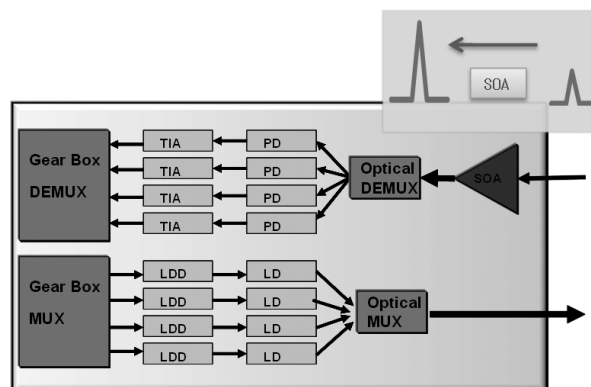 SOA
Gear Box
DEMUX
TIA
PD
TIA
PD
TIA
PD
TIA
PD
Optical
DEMUX
SOA
Gear Box
MUX
LDD
LD
LDD
LD
LDD
LD
LDD
LD
Optical
MUX